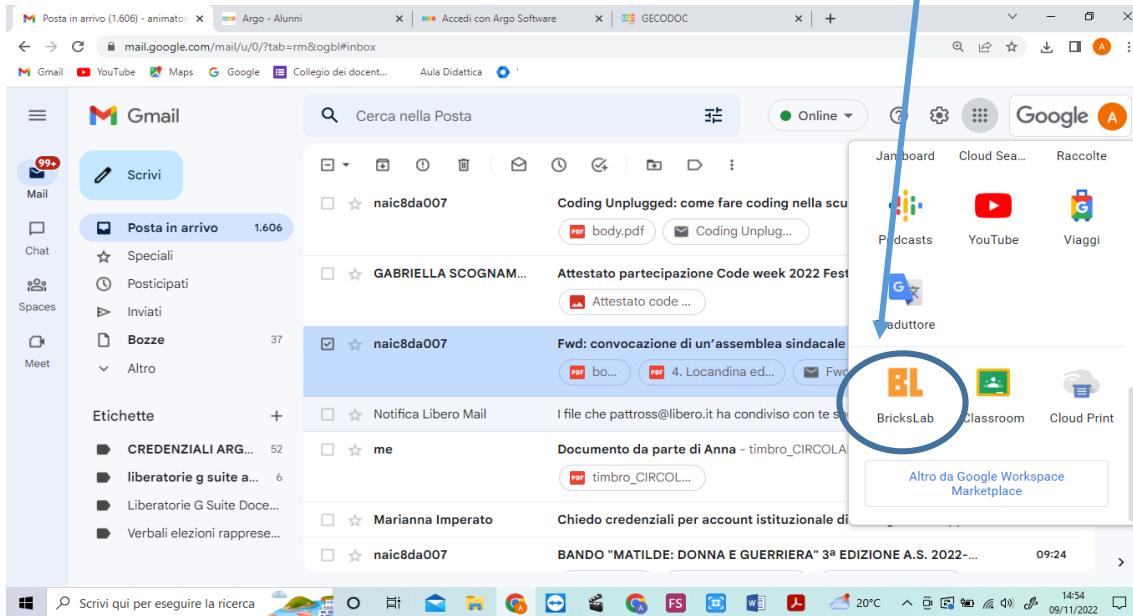 Posta in arrivo (1.606) - animator
Argo - Alunni
Accedi con Argo Software
GECODOC
mail.google.com/mail/u/0/?tab=rm&ogbl#inbox
A
Gmail
YouTube
Maps
Google
Collegio dei docent...
Aula Didattica
Gmail
Cerca nella Posta
Online
Google
A
99+
Mail
Chat
Spaces
Meet
Scrivi
Posta in arrivo 1.606
Speciali
Posticipati
Inviati
Bozze 37
Altro
Etichette
CREDENZIALI ARG... 52
liberatorie g suite a... 6
Liberatorie G Suite Doce...
Verbali elezioni rapprese...
naic8da007 Coding Unplugged: come fare coding nella scu
PDF body.pdf Coding Unplug...
GABRIELLA SCOGNAM... Attestato partecipazione Code week 2022 Fest
Attestato code ...
naic8da007 Fwd: convocazione di un'assemblea sindacale
PDF bo... PDF 4. Locandina ed... Fwd
Notifica Libero Mail I file che pattross@libero.it ha condiviso con te
me Documento da parte di Anna - timbro_CIRCOLA
PDF timbro_CIRCOL...
Marianna Imperato Chiedo credenziali per account istituzionale di
naic8da007 BANDO "MATILDE: DONNA E GUERRIERA" 3ª EDIZIONE A.S. 2022-... 09:24
Jamboard Cloud Sea... Raccolte
Podcasts YouTube Viaggi
Traduttore
BL
BricksLab Classroom Cloud Print
Altro da Google Workspace
Marketplace
Scrivi qui per eseguire la ricerca
FS
20°C
14:54
09/11/2022